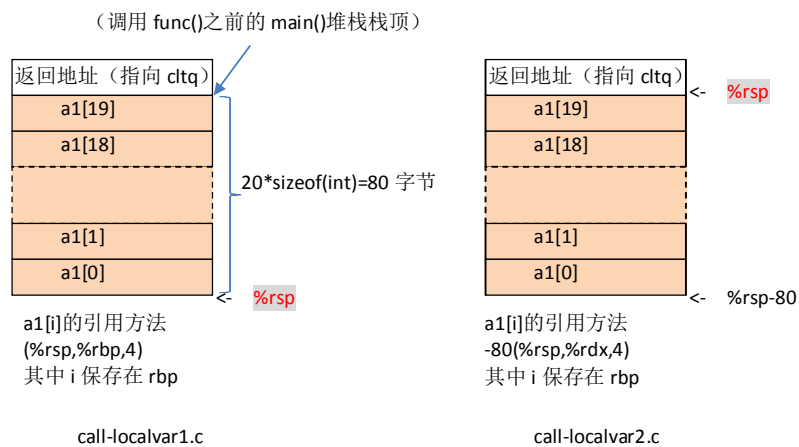 （调用 func()之前的 main()堆栈栈顶）
返回地址（指向 cltq）
a1[19]
a1[18]
a1[1]
a1[0]
20*sizeof(int)=80 字节
<- %rsp
a1[i]的引用方法
(%rsp,%rbp,4)
其中 i 保存在 rbp
call-localvar1.c
返回地址（指向 cltq）
<- %rsp
a1[19]
a1[18]
a1[1]
a1[0]
<- %rsp-80
a1[i]的引用方法
-80(%rsp,%rdx,4)
其中 i 保存在 rbp
call-localvar2.c